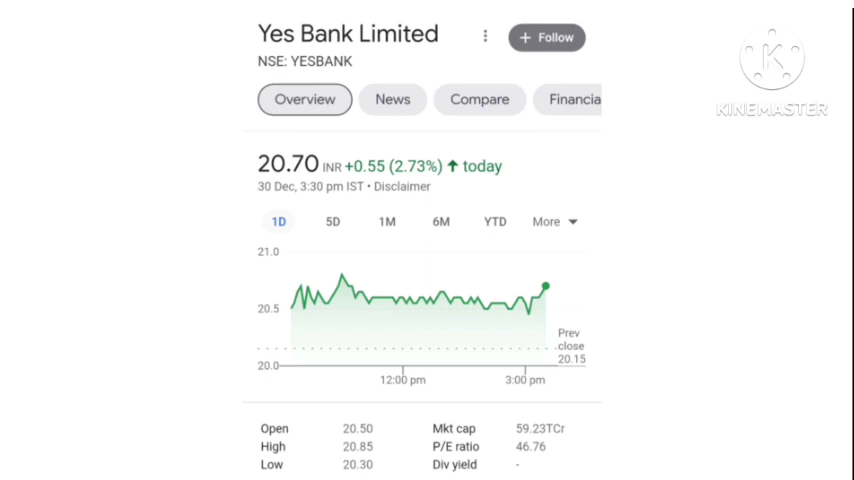 Yes Bank Limited
+ Follow
NSE: YESBANK
Overview News Compare Financia
20.70 INR +0.55 (2.73%) ↑ today
30 Dec, 3:30 pm IST • Disclaimer
1D 5D 1M 6M YTD More
21.0
20.5
20.0
Prev
close
20.15
12:00 pm 3:00 pm
Open 20.50 Mkt cap 59.23TCr
High 20.85 P/E ratio 46.76
Low 20.30 Div yield -
K
KINEMASTER